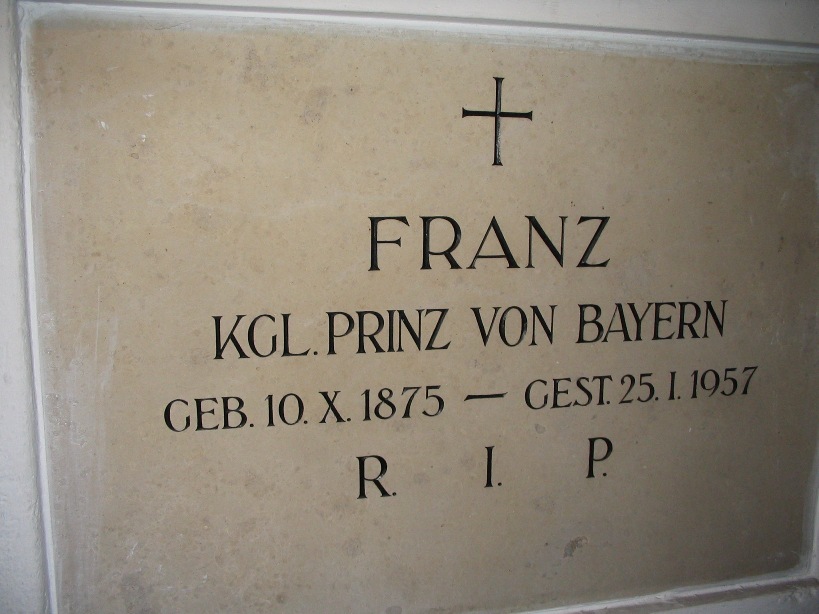 FRANZ
KGL. PRINZ VON BAYERN
GEB. 10. X. 1875 — GEST. 25. I. 1957
R. I. P.